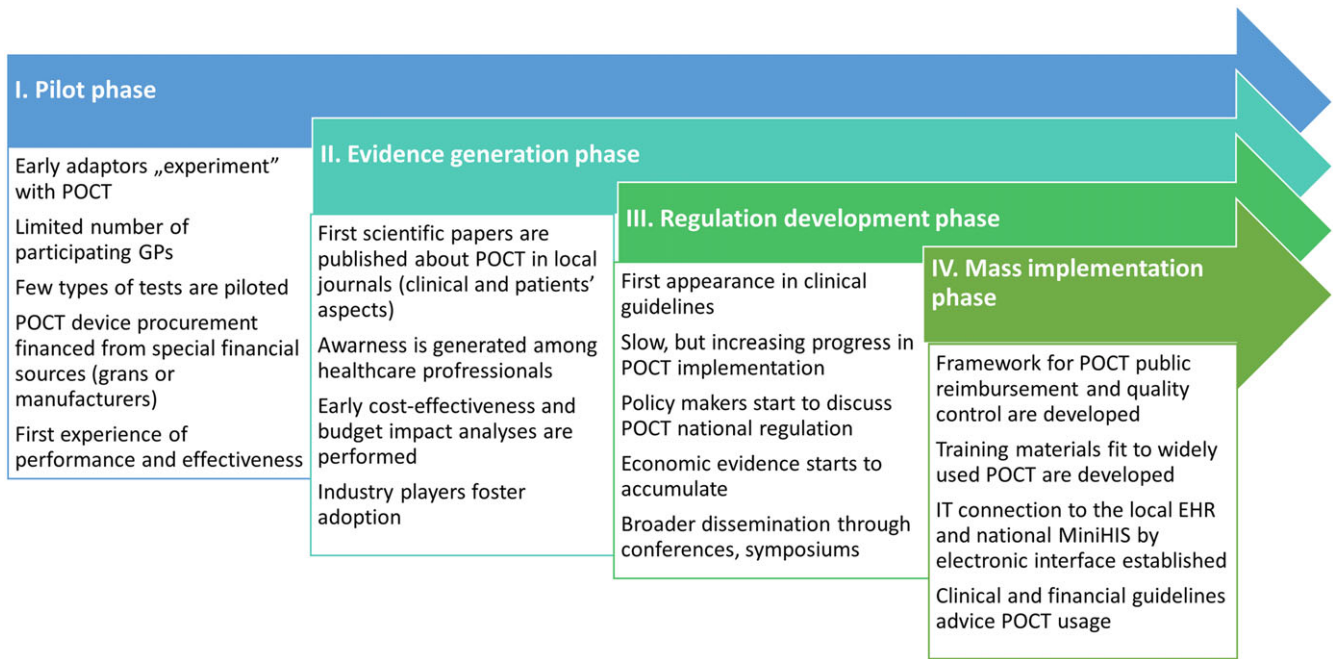 I. Pilot phase
Early adaptors „experiment”
with POCT
Limited number of
participating GPs
Few types of tests are piloted
POCT device procurement
financed from special financial
sources (grans or
manufacturers)
First experience of
performance and effectiveness
II. Evidence generation phase
First scientific papers are
published about POCT in local
journals (clinical and patients’
aspects)
Awarness is generated among
healthcare profressionals
Early cost-effectiveness and
budget impact analyses are
performed
Industry players foster
adoption
III. Regulation development phase
First appearance in clinical
guidelines
Slow, but increasing progress in
POCT implementation
Policy makers start to discuss
POCT national regulation
Economic evidence starts to
accumulate
Broader dissemination through
conferences, symposiums
IV. Mass implementation
phase
Framework for POCT public
reimbursement and quality
control are developed
Training materials fit to widely
used POCT are developed
IT connection to the local EHR
and national MiniHIS by
electronic interface established
Clinical and financial guidelines
advice POCT usage